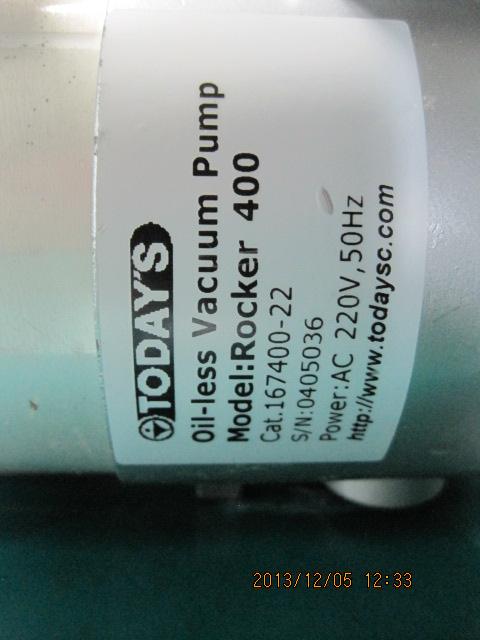 TODAY'S
Oil-less Vacuum Pump
Model:Rocker 400
Cat.167400-22
S/N:0405036
Power:AC 220V,50Hz
http://www.todaysc.com
2013/12/05 12:33